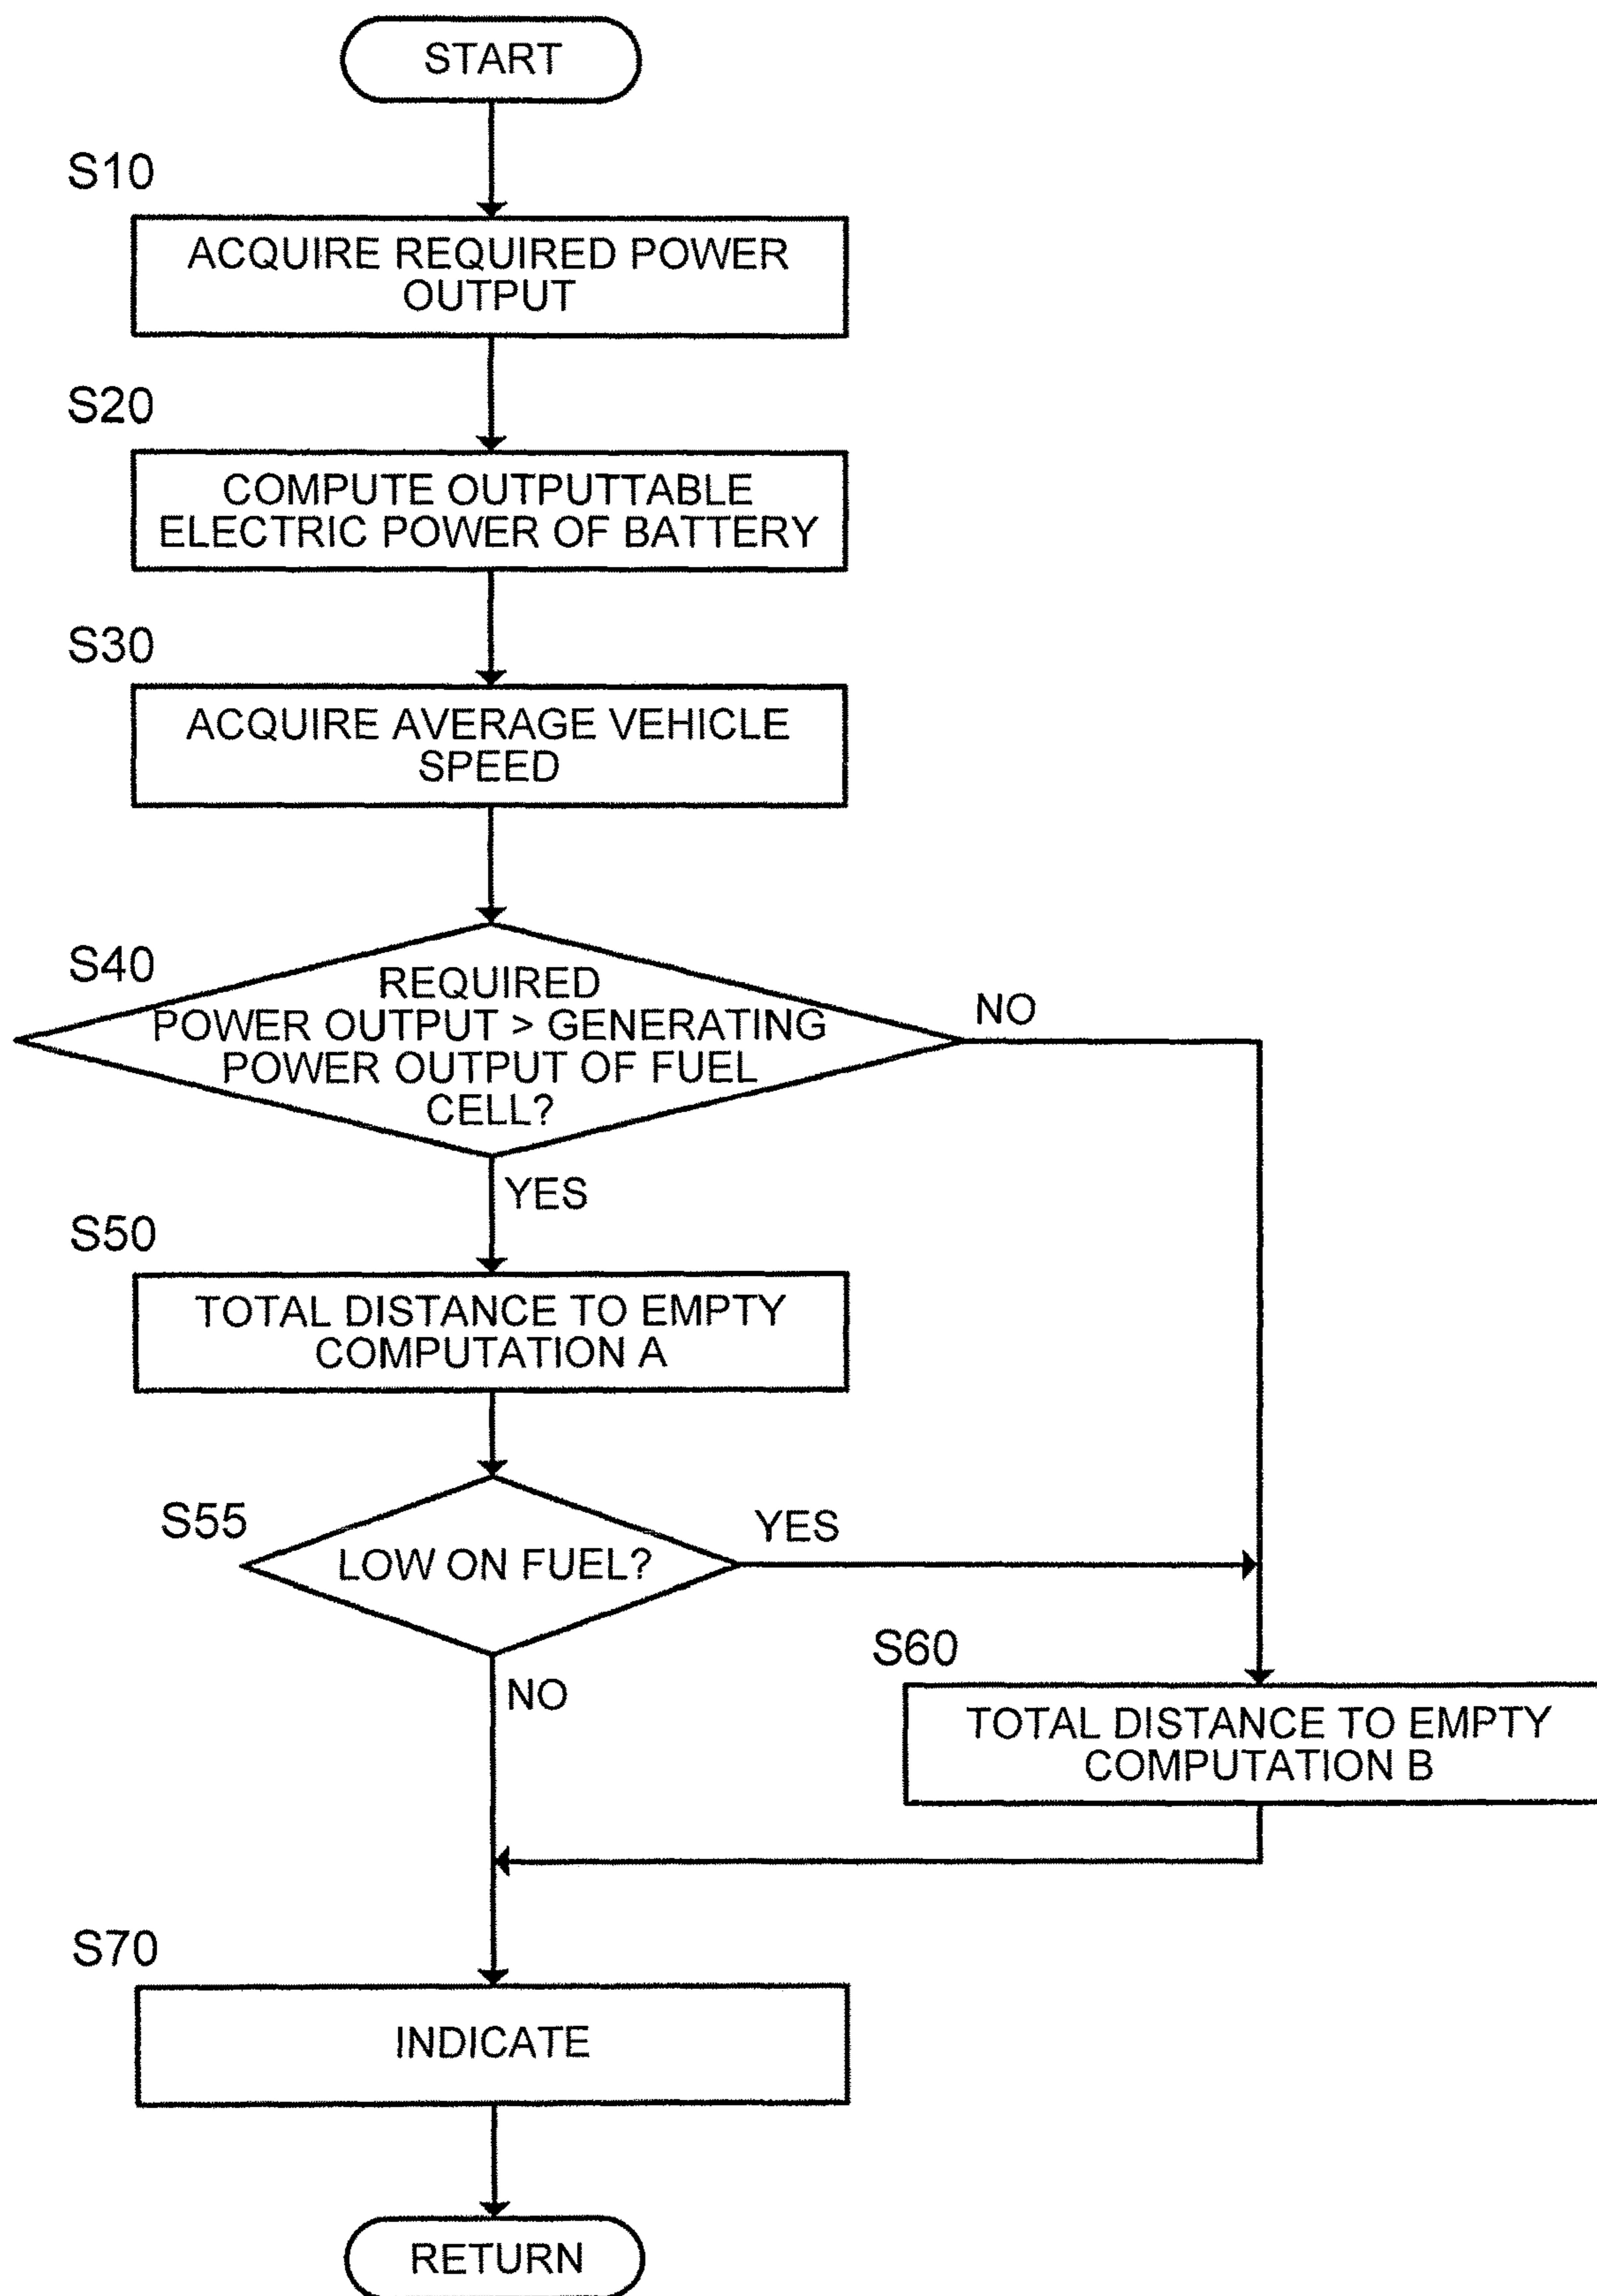 START
S10
ACQUIRE REQUIRED POWER
OUTPUT
S20
COMPUTE OUTPUTTABLE
ELECTRIC POWER OF BATTERY
S30
ACQUIRE AVERAGE VEHICLE
SPEED
S40
REQUIRED
POWER OUTPUT > GENERATING
POWER OUTPUT OF FUEL
CELL?
NO
YES
S50
TOTAL DISTANCE TO EMPTY
COMPUTATION A
S55
LOW ON FUEL?
YES
NO
S60
TOTAL DISTANCE TO EMPTY
COMPUTATION B
S70
INDICATE
RETURN